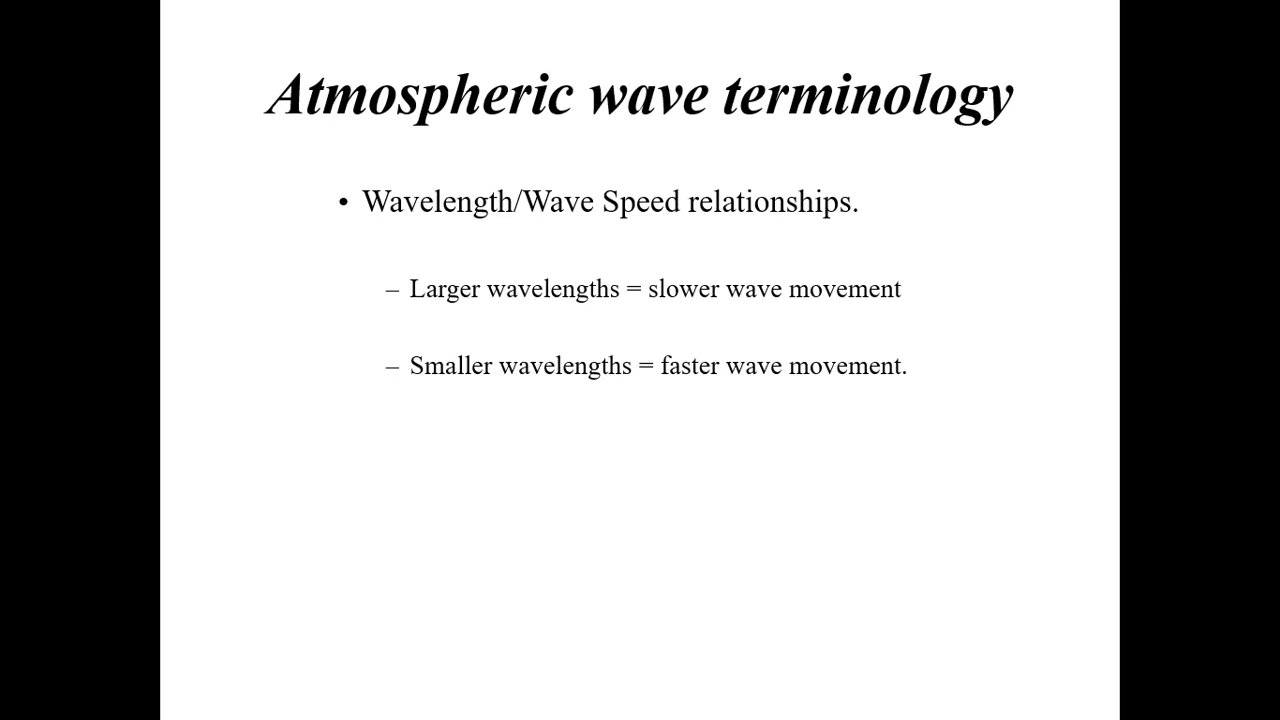 Atmospheric wave terminology
• Wavelength/Wave Speed relationships.
– Larger wavelengths = slower wave movement
– Smaller wavelengths = faster wave movement.